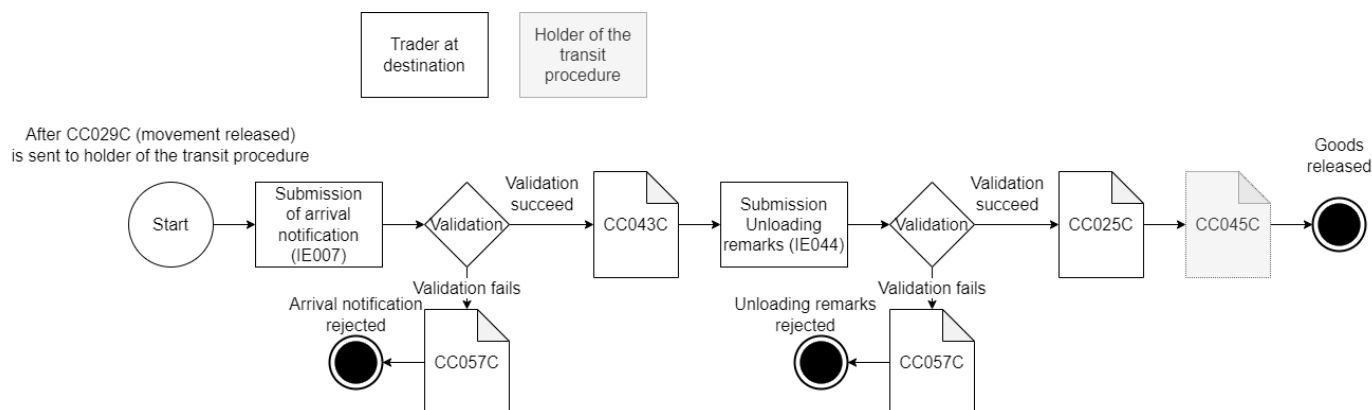 Trader at
destination
Holder of the
transit
procedure
After CC029C (movement released)
is sent to holder of the transit procedure
Start
Submission
of arrival
notification
(IE007)
Validation
Validation
succeed
CC043C
Submission
Unloading
remarks (IE044)
Validation
Validation
succeed
CC025C
CC045C
Goods
released
Validation fails
Arrival notification
rejected
CC057C
Validation fails
Unloading remarks
rejected
CC057C